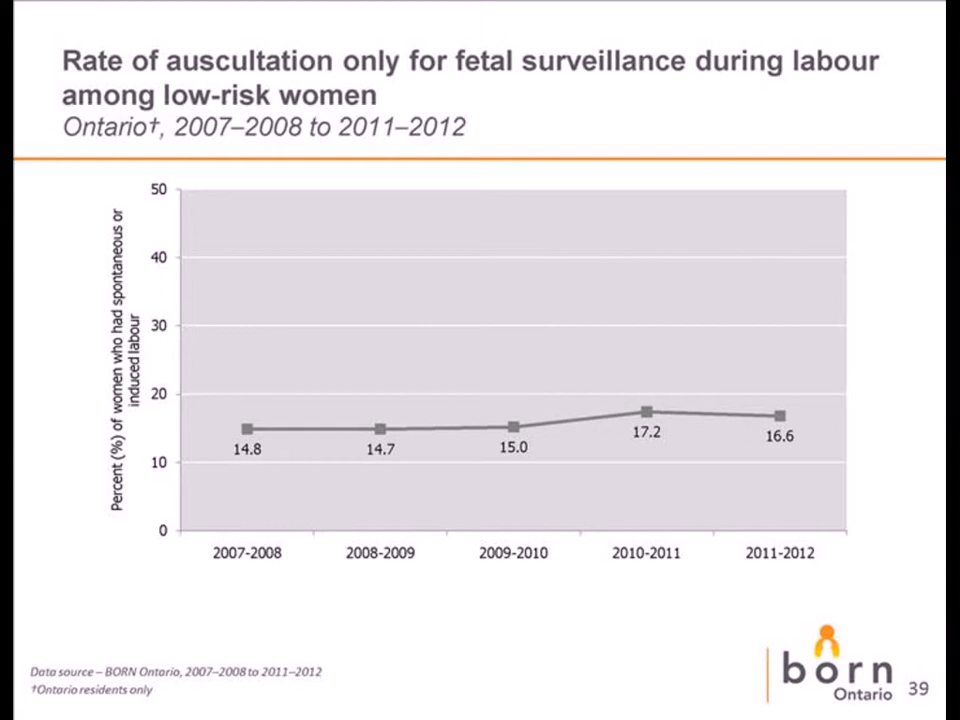 Rate of auscultation only for fetal surveillance during labour
among low-risk women
Ontario†, 2007–2008 to 2011–2012
Percent (%) of women who had spontaneous or
induced labour
50
40
30
20
10
0
14.8
14.7
15.0
17.2
16.6
2007-2008
2008-2009
2009-2010
2010-2011
2011-2012
Data source – BORN Ontario, 2007–2008 to 2011–2012
†Ontario residents only
born
Ontario
39